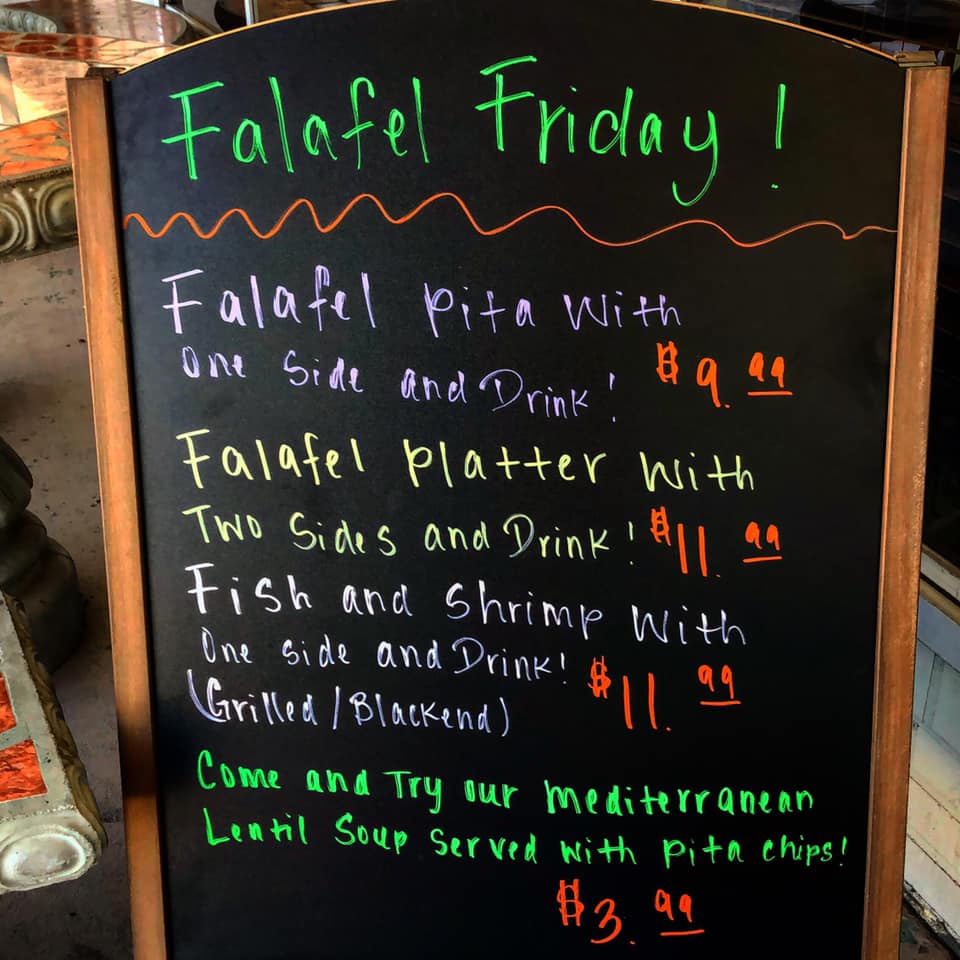 Falafel Friday!
Falafel pita with
One side and Drink! $9.99
Falafel platter with
Two sides and Drink! $11.99
Fish and shrimp with
One side and Drink! $11.99
(Grilled/Blackend)
Come and Try our mediterranean
Lentil Soup served with pita chips!
$3.99